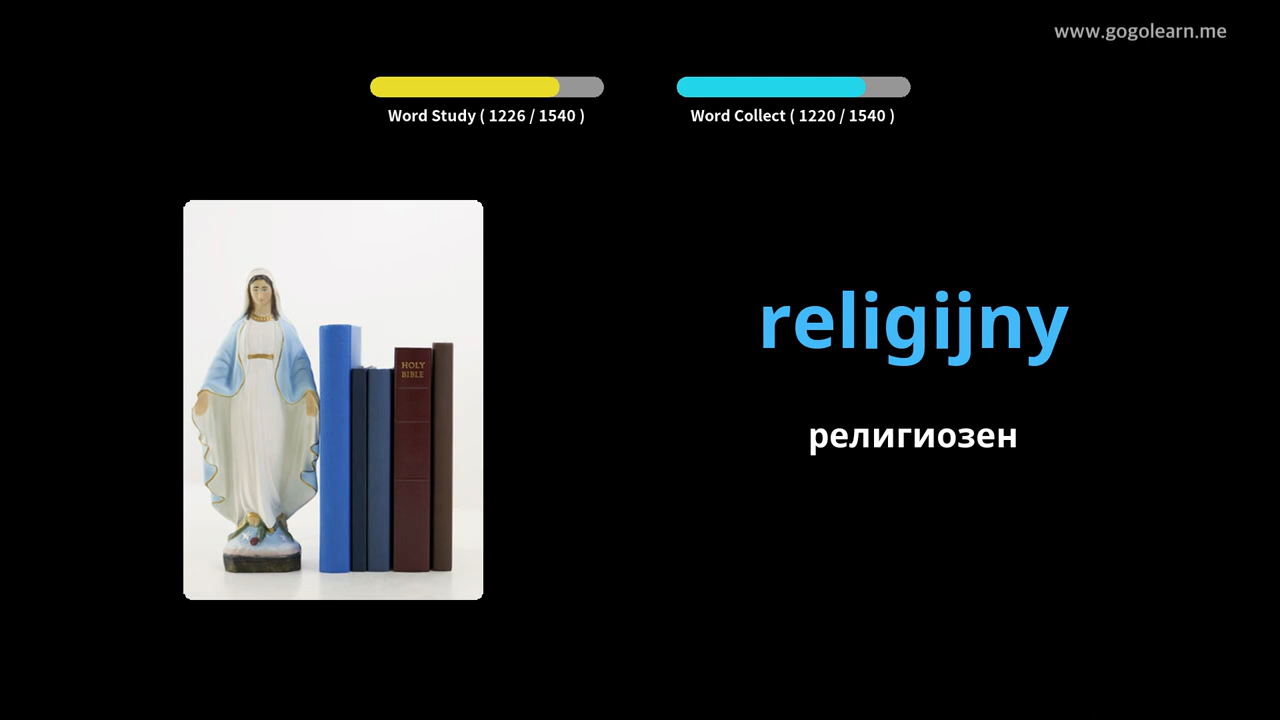 www.gogolearn.me
Word Study ( 1226 / 1540 )
Word Collect ( 1220 / 1540 )
HOLY
BIBLE
religijny
религиозен